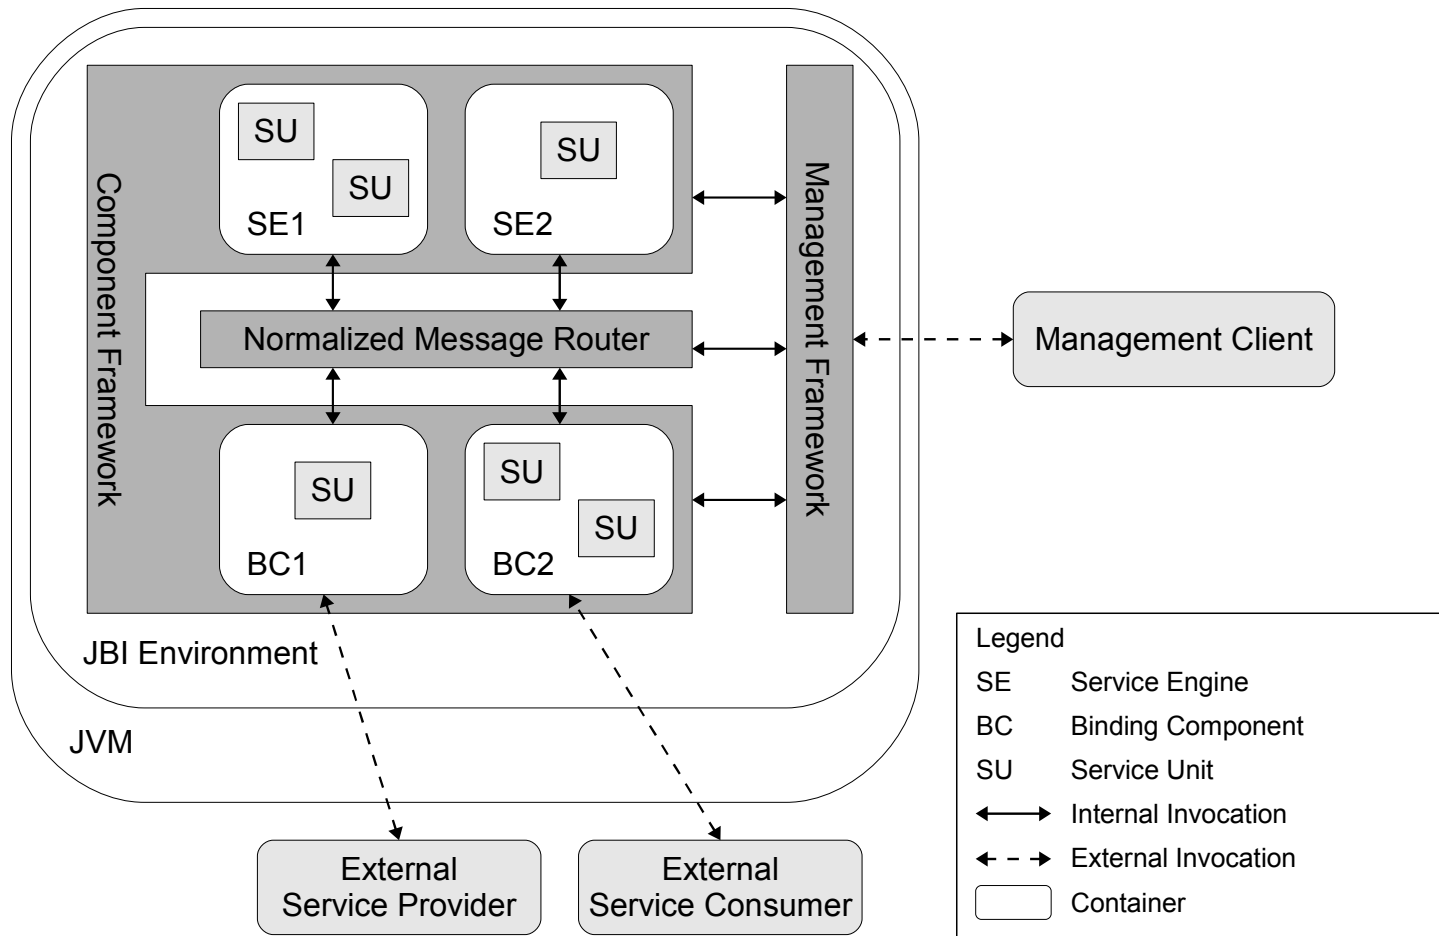 SU
SU
SE1
SU
SE2
Component Framework
Management Framework
Normalized Message Router
Management Client
SU
BC1
SU
SU
BC2
JBI Environment
JVM
External
Service Provider
External
Service Consumer
Legend
SE Service Engine
BC Binding Component
SU Service Unit
Internal Invocation
External Invocation
Container